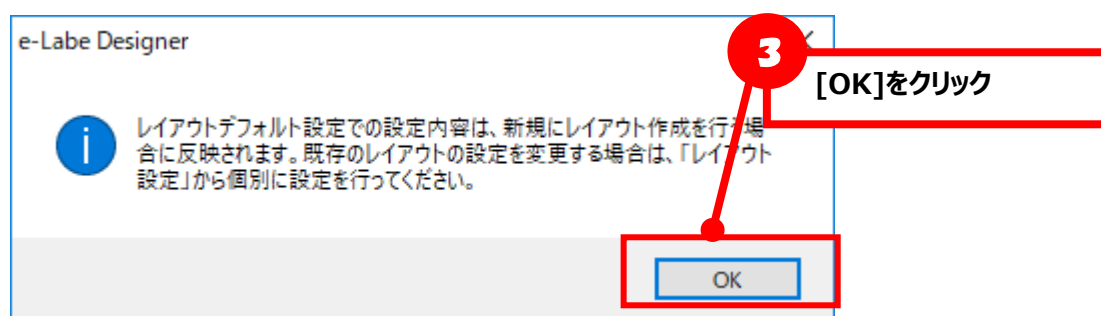 e-Labe Designer
3
[OK]をクリック
レイアウトデフォルト設定での設定内容は、新規にレイアウト作成を行う場
合に反映されます。既存のレイアウトの設定を変更する場合は、「レイアウト
設定」から個別に設定を行ってください。
OK